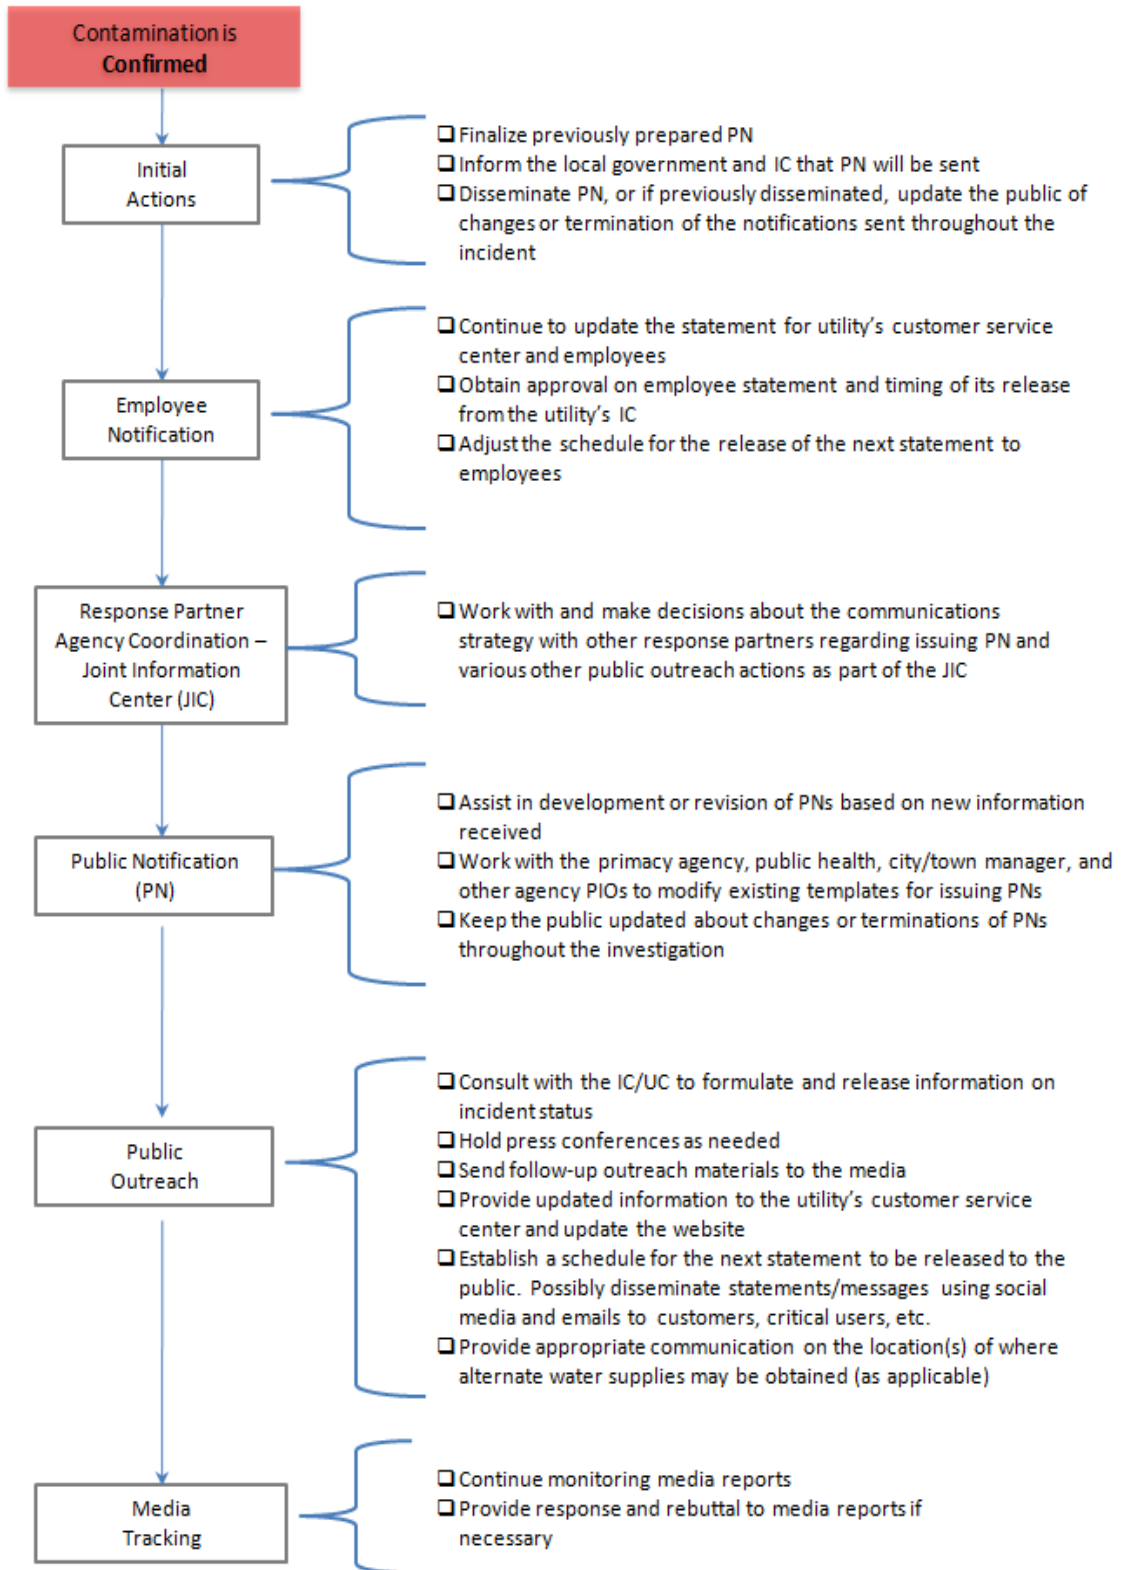 Contamination is
Confirmed
Initial
Actions
❑ Finalize previously prepared PN
❑ Inform the local government and IC that PN will be sent
❑ Disseminate PN, or if previously disseminated, update the public of
changes or termination of the notifications sent throughout the
incident
Employee
Notification
❑ Continue to update the statement for utility's customer service
center and employees
❑ Obtain approval on employee statement and timing of its release
from the utility's IC
❑ Adjust the schedule for the release of the next statement to
employees
Response Partner
Agency Coordination –
Joint Information
Center (JIC)
❑ Work with and make decisions about the communications
strategy with other response partners regarding issuing PN and
various other public outreach actions as part of the JIC
Public Notification
(PN)
❑ Assist in development or revision of PNs based on new information
received
❑ Work with the primacy agency, public health, city/town manager, and
other agency PIOs to modify existing templates for issuing PNs
❑ Keep the public updated about changes or terminations of PNs
throughout the investigation
Public
Outreach
❑ Consult with the IC/UC to formulate and release information on
incident status
❑ Hold press conferences as needed
❑ Send follow-up outreach materials to the media
❑ Provide updated information to the utility's customer service
center and update the website
❑ Establish a schedule for the next statement to be released to the
public. Possibly disseminate statements/messages using social
media and emails to customers, critical users, etc.
❑ Provide appropriate communication on the location(s) of where
alternate water supplies may be obtained (as applicable)
Media
Tracking
❑ Continue monitoring media reports
❑ Provide response and rebuttal to media reports if
necessary